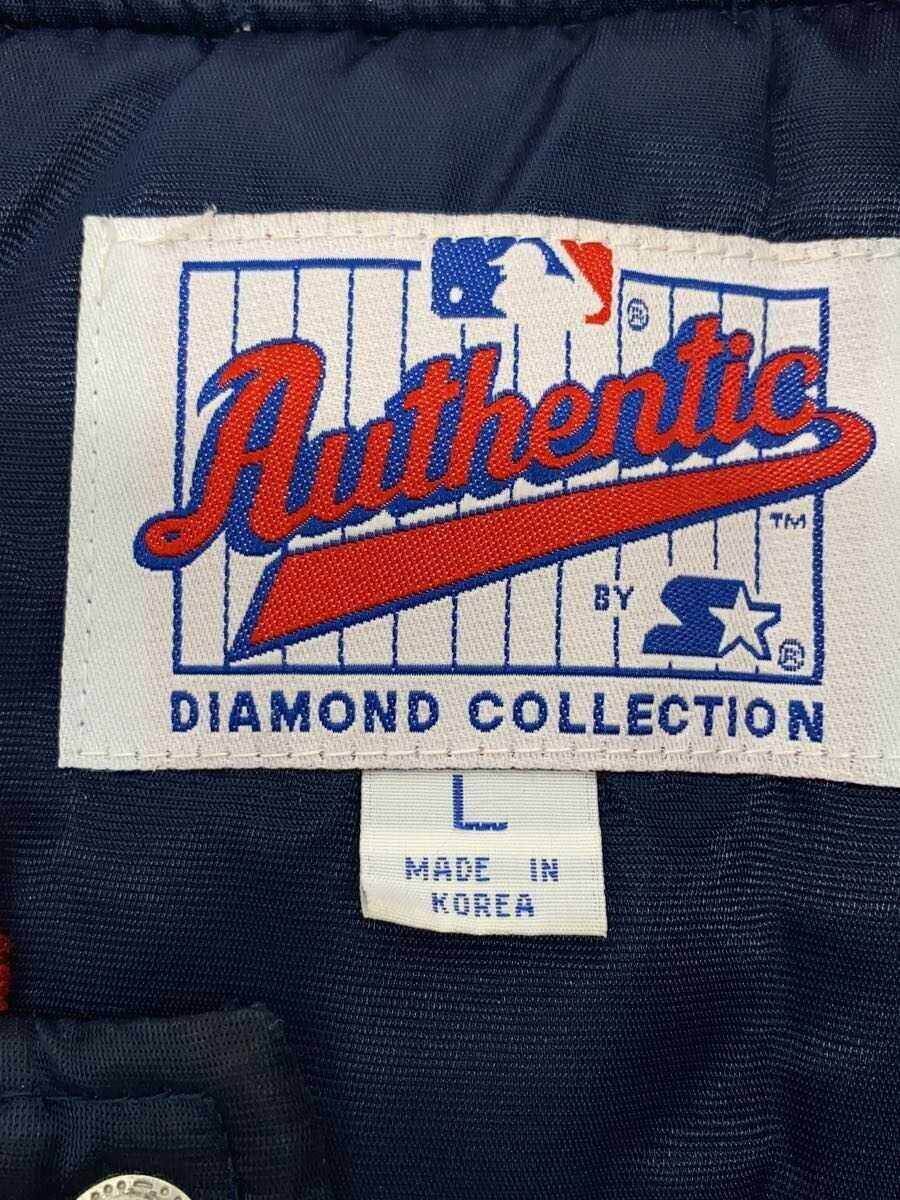 ®
Authentic
™
BY S ®
DIAMOND COLLECTION
L
MADE IN
KOREA